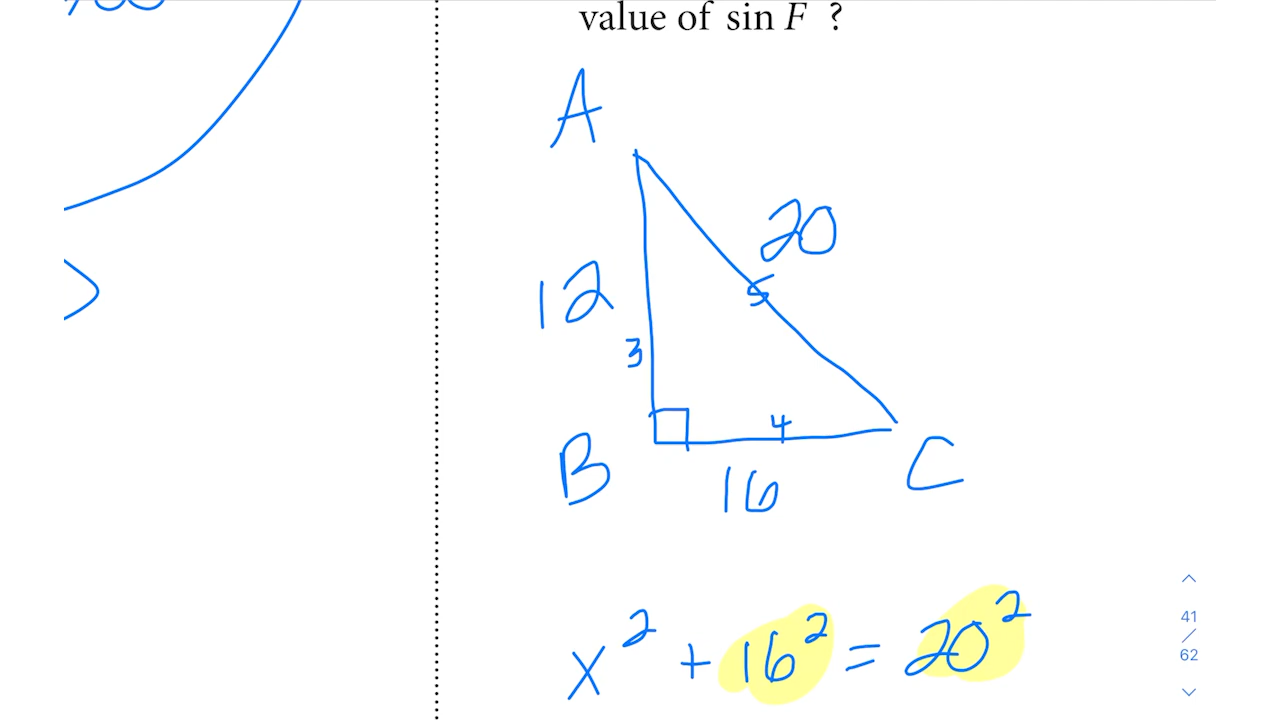 value of sin F ?
A
20
12
5
3
4
B
C
16
x² + 16² = 20²
41
/
62